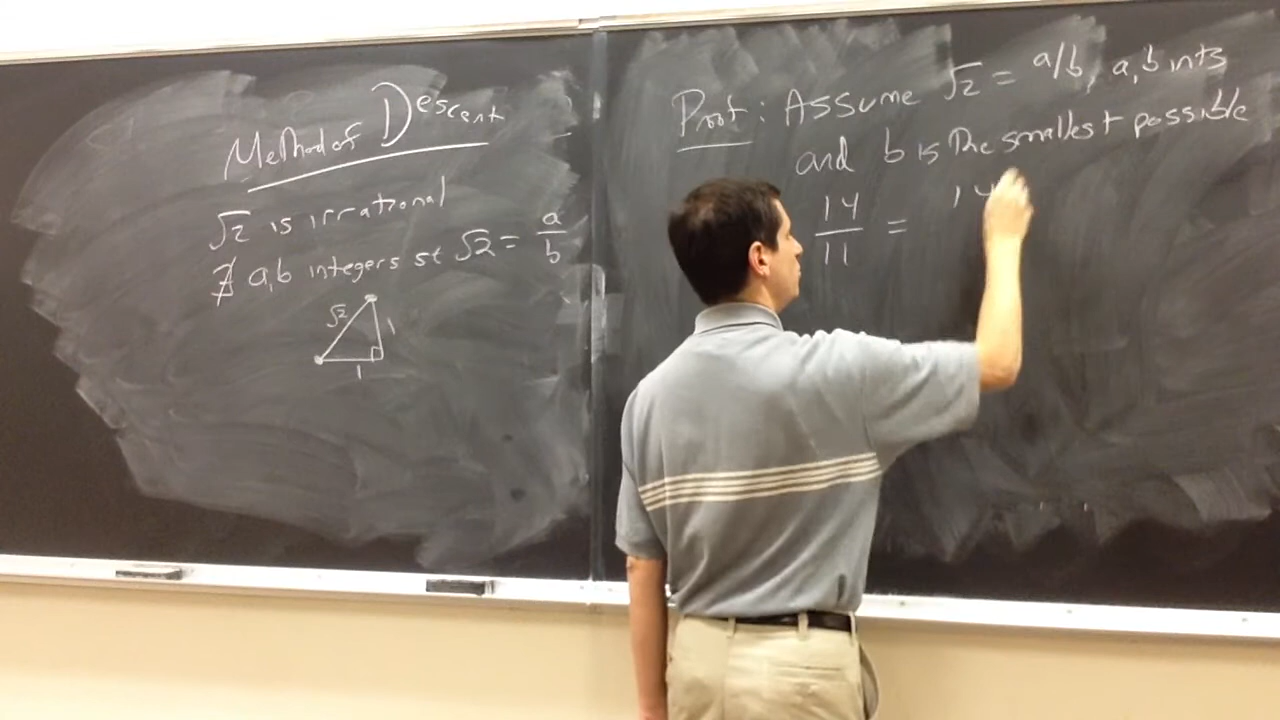 Method of Descent
√2 is irrational
∄ a,b integers st √2 = a/b
√2
1
1
Proof: Assume √2 = a/b, a,b ints
and b is the smallest possible
14/11 = 14